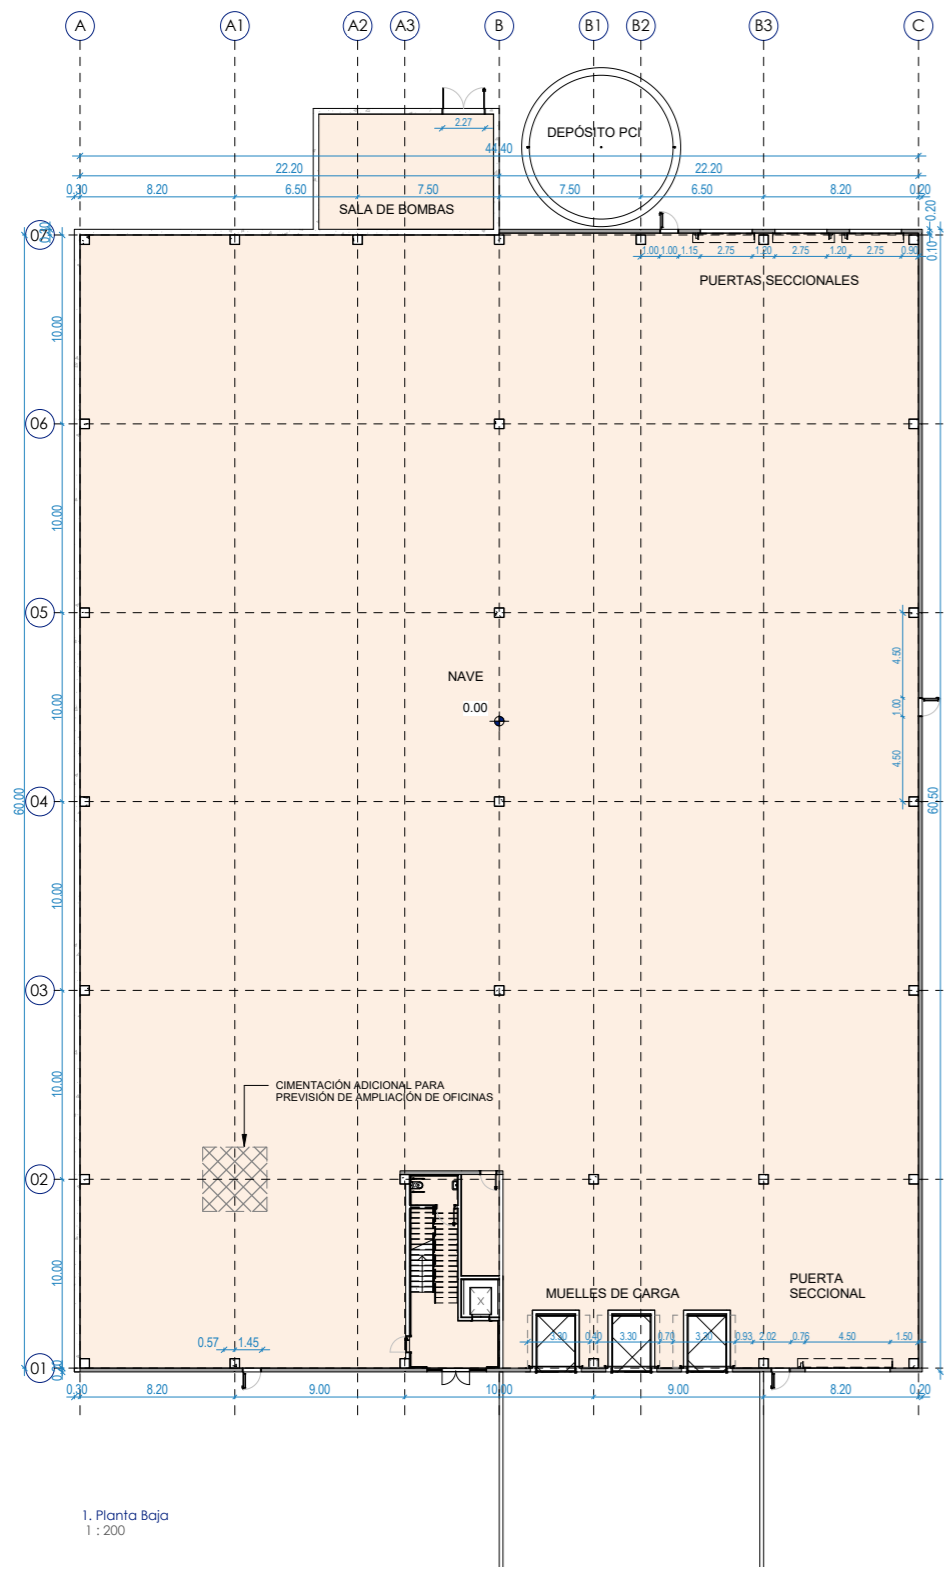 A A1 A2 A3 B B1 B2 B3 C
2.27
DEPÓSITO PCI
44.40
22.20 22.20
0.30 8.20 6.50 7.50 7.50 6.50 8.20 0.20
SALA DE BOMBAS
0.20
07
1.00 1.00 1.15 2.75 1.20 2.75 1.20 2.75 0.90
0.10
PUERTAS SECCIONALES
10.00
06
10.00
05
4.50
NAVE
10.00
1.00
0.00
4.50
60.00
04
60.50
10.00
03
10.00
CIMENTACIÓN ADICIONAL PARA
PREVISIÓN DE AMPLIACIÓN DE OFICINAS
02
10.00
PUERTA
SECCIONAL
MUELLES DE CARGA
X
0.57 1.45
3.30 0.40 3.30 0.70 3.30 0.93 2.02 0.76 4.50 1.50
01
0.30 8.20 9.00 10.00 9.00 8.20 0.20
1. Planta Baja
1 : 200